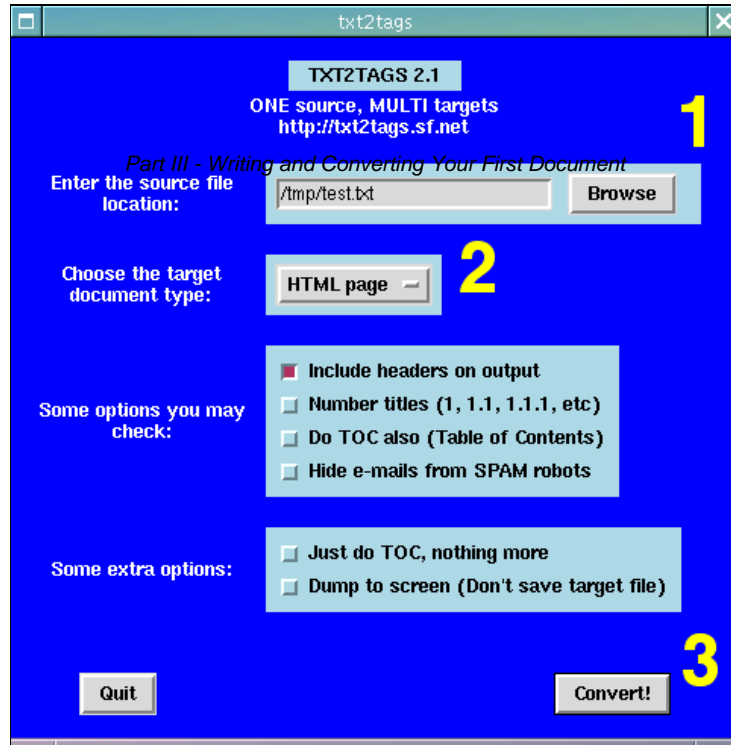 txt2tags
TXT2TAGS 2.1
ONE source, MULTI targets
http://txt2tags.sf.net
1
Part III - Writing and Converting Your First Document
Enter the source file
location:
/tmp/test.txt
Browse
2
Choose the target
document type:
HTML page
Some options you may
check:
Include headers on output
Number titles (1, 1.1, 1.1.1, etc)
Do TOC also (Table of Contents)
Hide e-mails from SPAM robots
Some extra options:
Just do TOC, nothing more
Dump to screen (Don't save target file)
3
Quit
Convert!